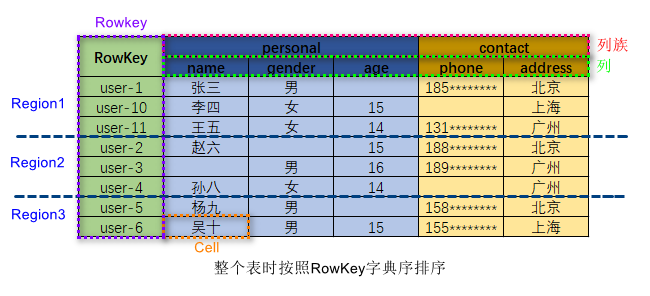 Rowkey
RowKey personal contact 列族
name gender age phone address 列
user-1 张三 男 185******** 北京
Region1 user-10 李四 女 15 上海
user-11 王五 女 14 131******** 广州
user-2 赵六 15 188******** 北京
Region2 user-3 男 16 189******** 广州
user-4 孙八 女 14 广州
Region3 user-5 杨九 男 158******** 北京
user-6 吴十 男 15 155******** 上海
Cell
整个表时按照RowKey字典序排序